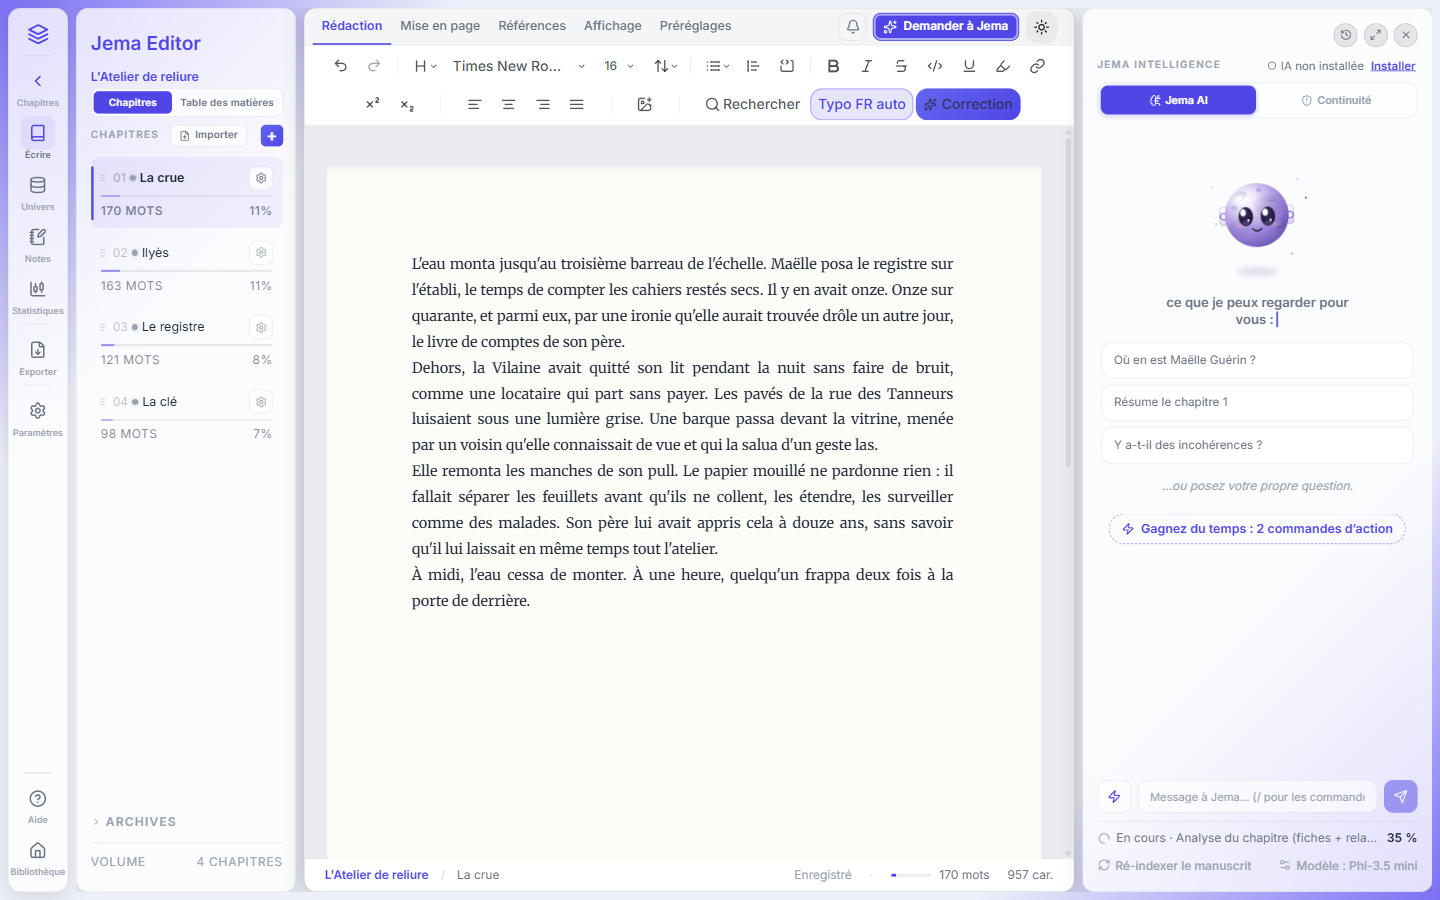 Chapitres
Écrire
Univers
Notes
Statistiques
Exporter
Paramètres
Aide
Bibliothèque
Jema Editor
L'Atelier de reliure
Chapitres
Table des matières
CHAPITRES
Importer
+
01 La crue
170 MOTS 11%
02 Ilyès
163 MOTS 11%
03 Le registre
121 MOTS 8%
04 La clé
98 MOTS 7%
ARCHIVES
VOLUME 4 CHAPITRES
Rédaction Mise en page Références Affichage Préréglages
Demander à Jema
H Times New Ro... 16 B I S U
x² x₂ Rechercher Typo FR auto Correction
L'eau monta jusqu'au troisième barreau de l'échelle. Maëlle posa le registre sur
l'établi, le temps de compter les cahiers restés secs. Il y en avait onze. Onze sur
quarante, et parmi eux, par une ironie qu'elle aurait trouvée drôle un autre jour,
le livre de comptes de son père.
Dehors, la Vilaine avait quitté son lit pendant la nuit sans faire de bruit,
comme une locataire qui part sans payer. Les pavés de la rue des Tanneurs
luisaient sous une lumière grise. Une barque passa devant la vitrine, menée
par un voisin qu'elle connaissait de vue et qui la salua d'un geste las.
Elle remonta les manches de son pull. Le papier mouillé ne pardonne rien : il
fallait séparer les feuillets avant qu'ils ne collent, les étendre, les surveiller
comme des malades. Son père lui avait appris cela à douze ans, sans savoir
qu'il lui laissait en même temps tout l'atelier.
À midi, l'eau cessa de monter. À une heure, quelqu'un frappa deux fois à la
porte de derrière.
L'Atelier de reliure / La crue
Enregistré · 170 mots 957 car.
JEMA INTELLIGENCE
IA non installée Installer
Jema AI
Continuité
ce que je peux regarder pour
vous :
Où en est Maëlle Guérin ?
Résume le chapitre 1
Y a-t-il des incohérences ?
...ou posez votre propre question.
Gagnez du temps : 2 commandes d'action
Message à Jema... (/ pour les command
En cours · Analyse du chapitre (fiches + rela... 35 %
Ré-indexer le manuscrit
Modèle : Phi-3.5 mini